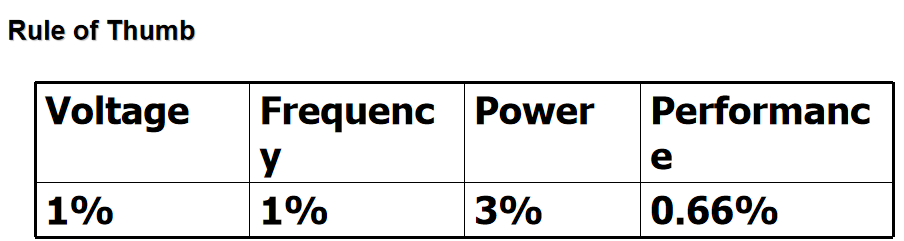 Rule of Thumb
Voltage Frequenc Power Performanc
y e
1% 1% 3% 0.66%